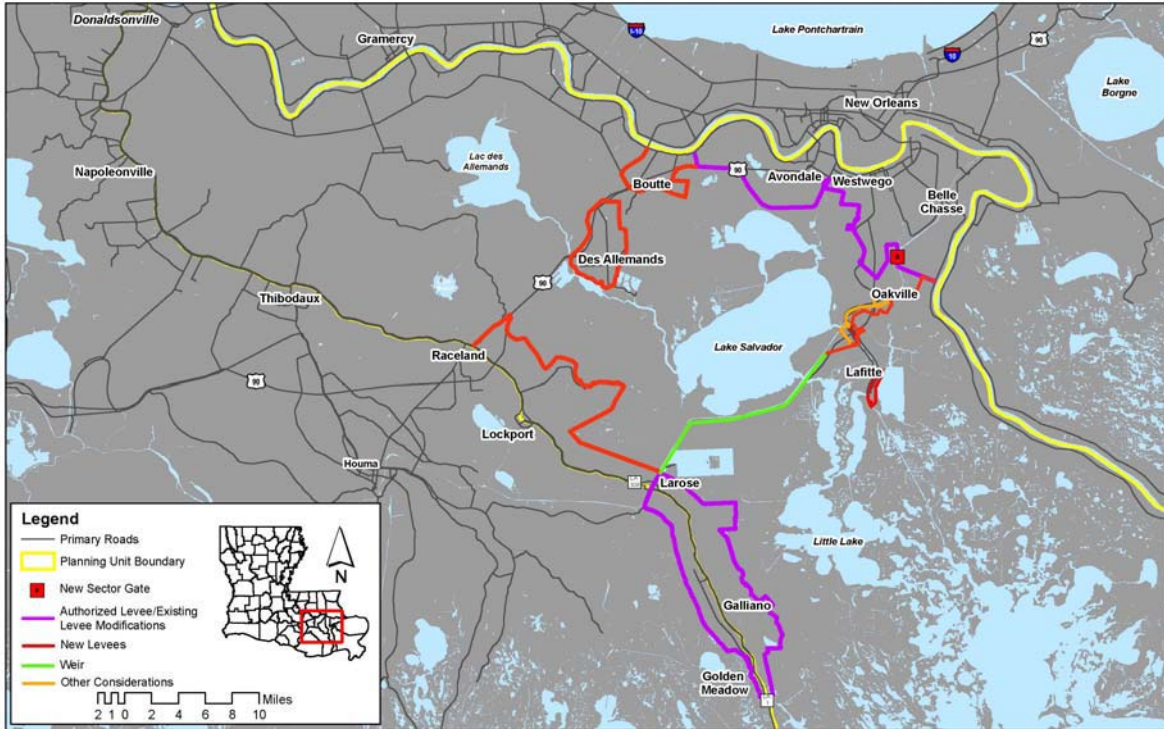 Donaldsonville
Gramercy
I-10
Lake Pontchartrain
90
10
Lake
Borgne
New Orleans
Napoleonville
Lac des
Allemands
Boutte
90
Avondale
Westwego
Belle
Chasse
Des Allemands
90
Oakville
Thibodaux
Lake Salvador
Raceland
Lafitte
90
Lockport
Houma
Larose
Little Lake
Galliano
Golden
Meadow
Legend
Primary Roads
Planning Unit Boundary
New Sector Gate
Authorized Levee/Existing
Levee Modifications
New Levees
Weir
Other Considerations
N
Miles
2 1 0 2 4 6 8 10